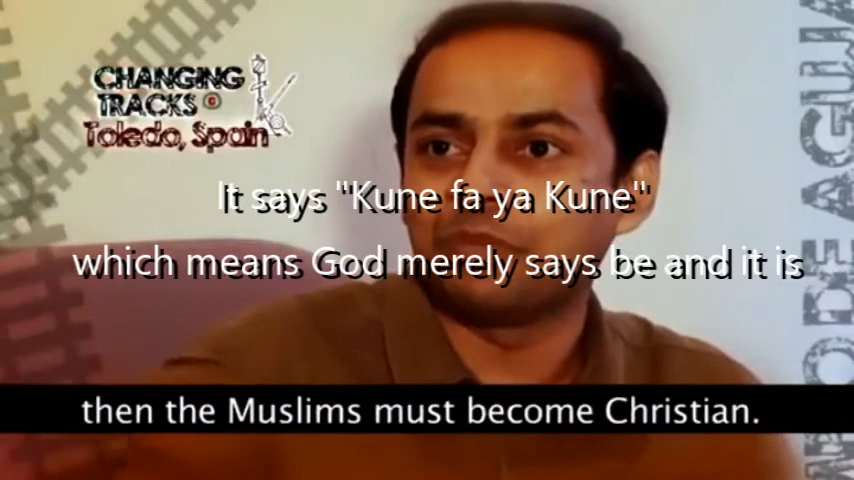 CHANGING
TRACKS
Toledo, Spain
It says "Kune fa ya Kune"
which means God merely says be and it is
then the Muslims must become Christian.